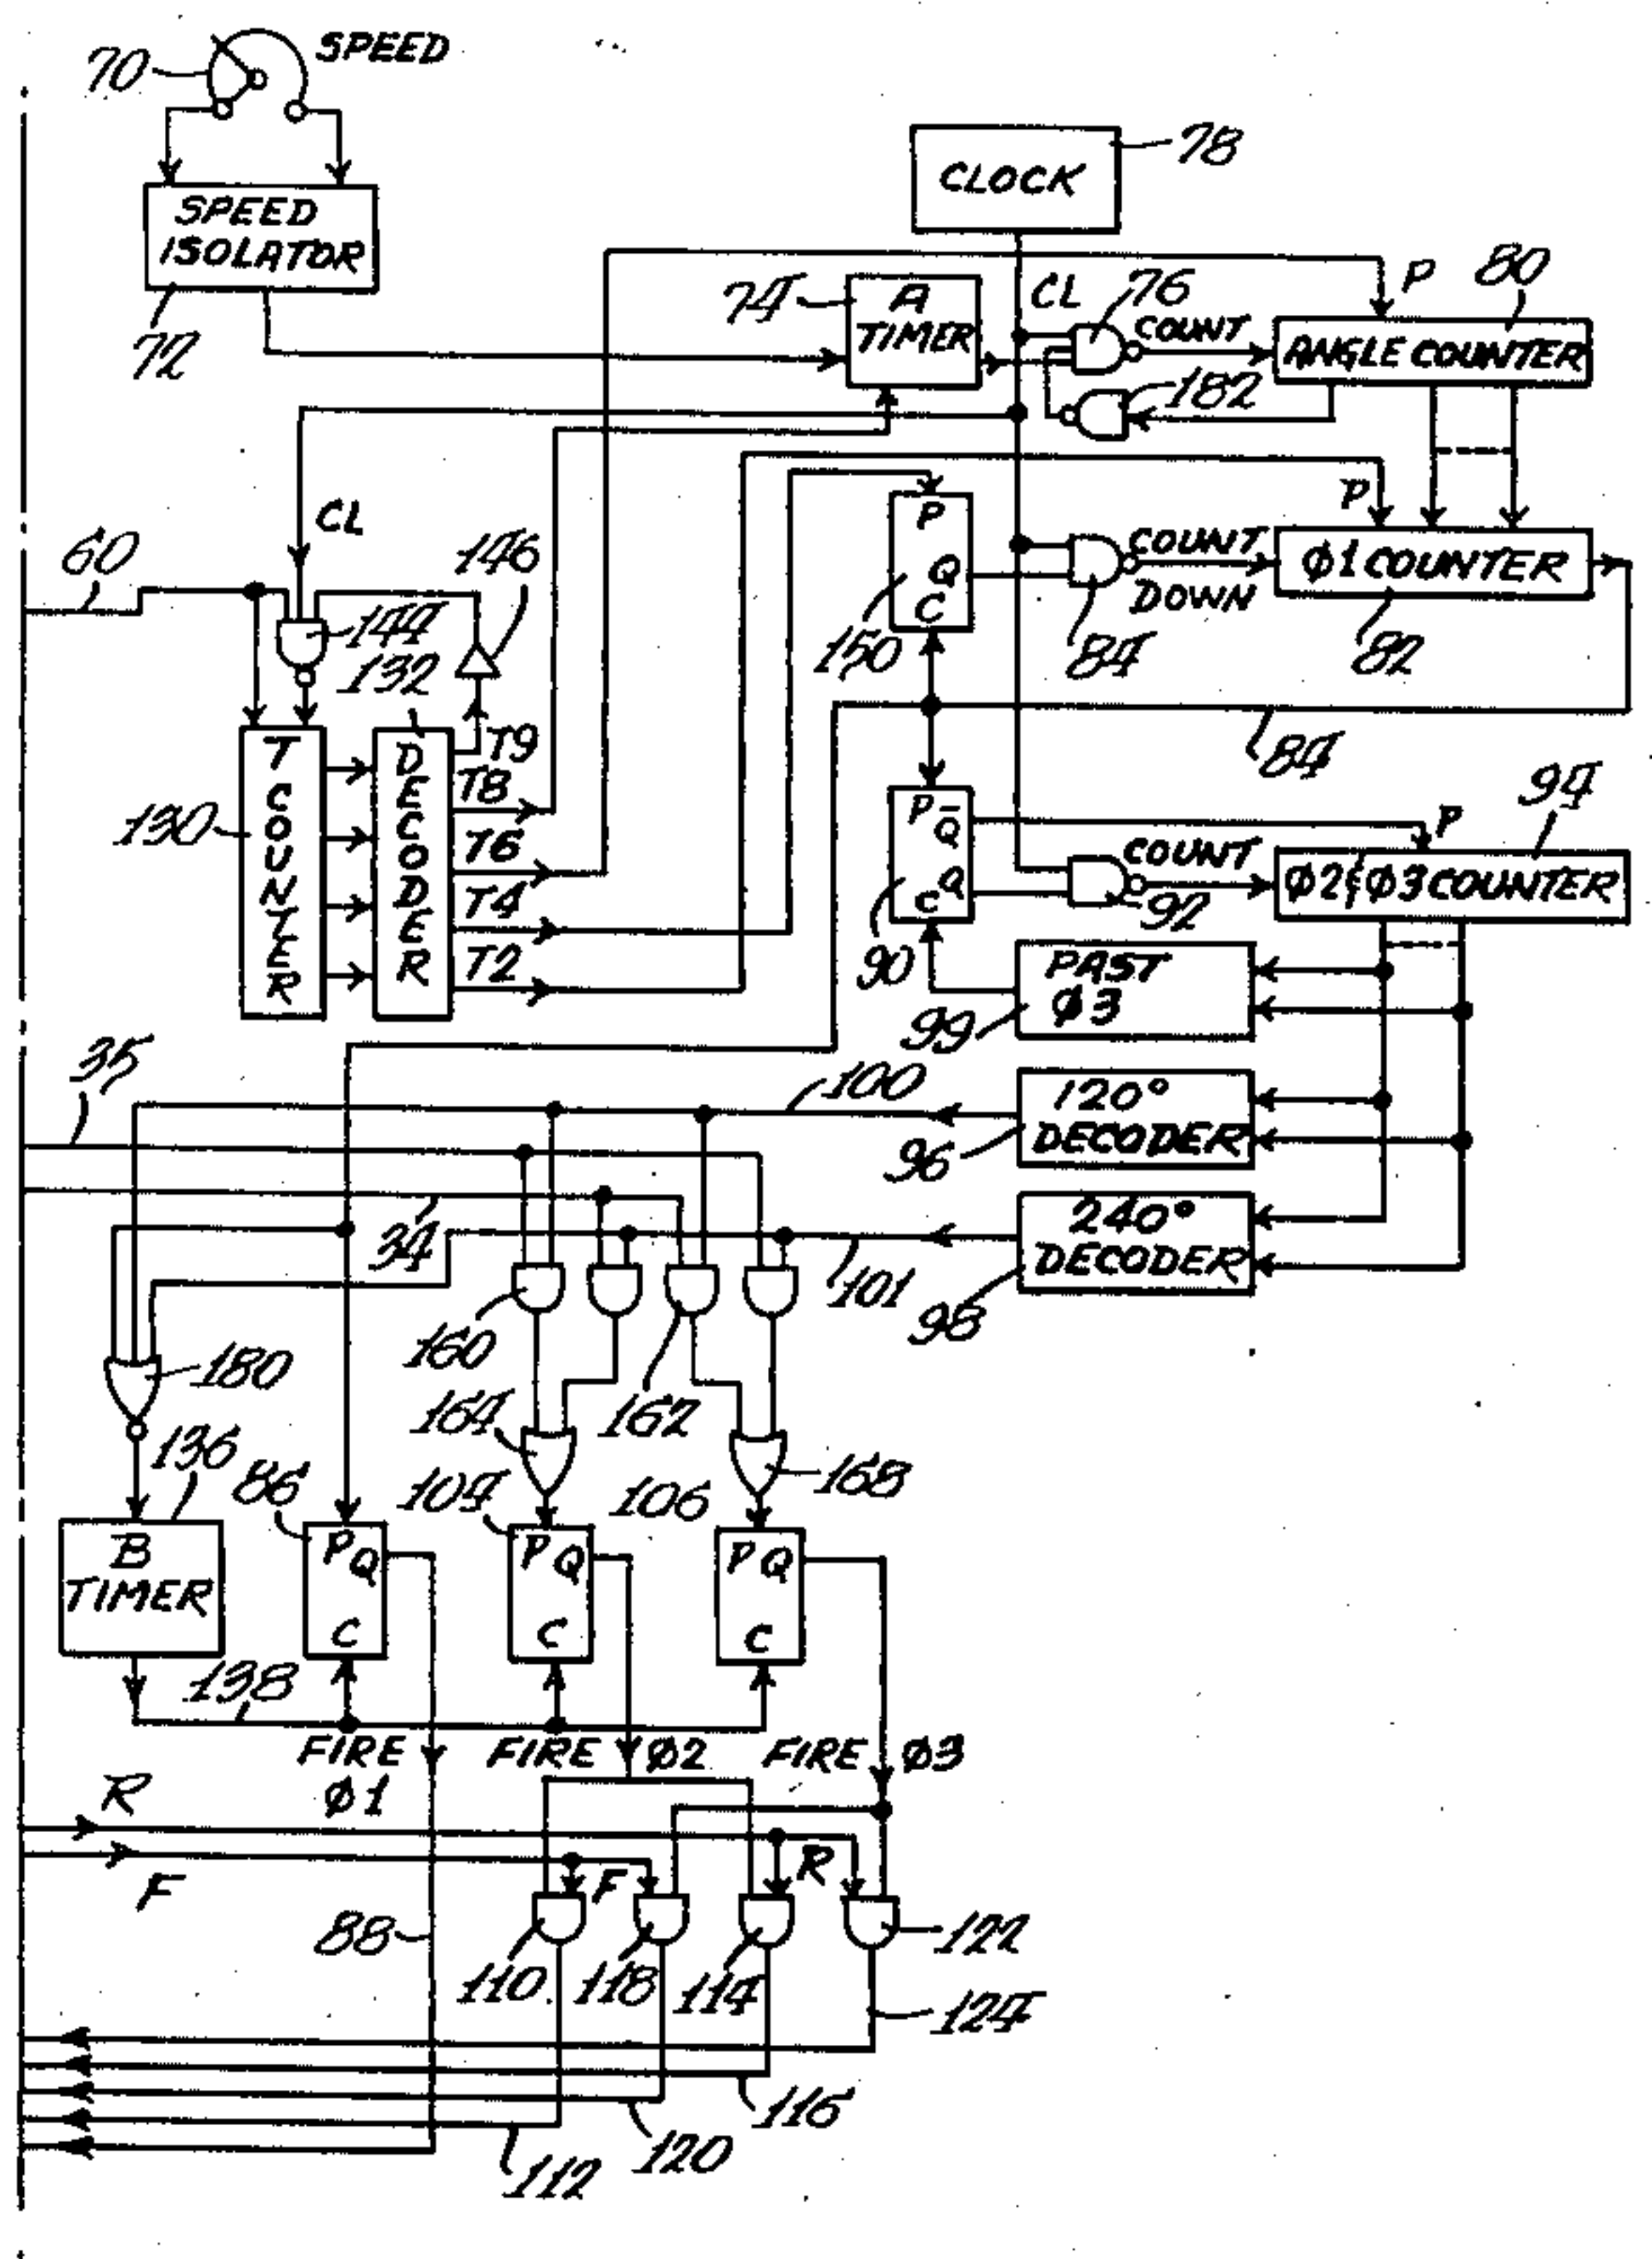 70
SPEED
SPEED
ISOLATOR
72
CLOCK
78
74
A
TIMER
CL
76
COUNT
P
80
ANGLE COUNTER
182
CL
60
146
144
132
P
Q
C
150
COUNT
DOWN
84
P
Φ1 COUNTER
82
84
T
COUNTER
130
DECODER
T9
T8
T6
T4
T2
P
Q̄
Q
C
90
COUNT
92
P
94
Φ2 & Φ3 COUNTER
PAST
Φ3
99
35
100
120°
DECODER
96
34
240°
DECODER
98
101
160
180
164
162
168
136
86
104
106
B
TIMER
P Q
C
P Q
C
P Q
C
138
FIRE
Φ1
FIRE Φ2
FIRE Φ3
R
F
F
R
88
110
118
114
122
124
116
120
112